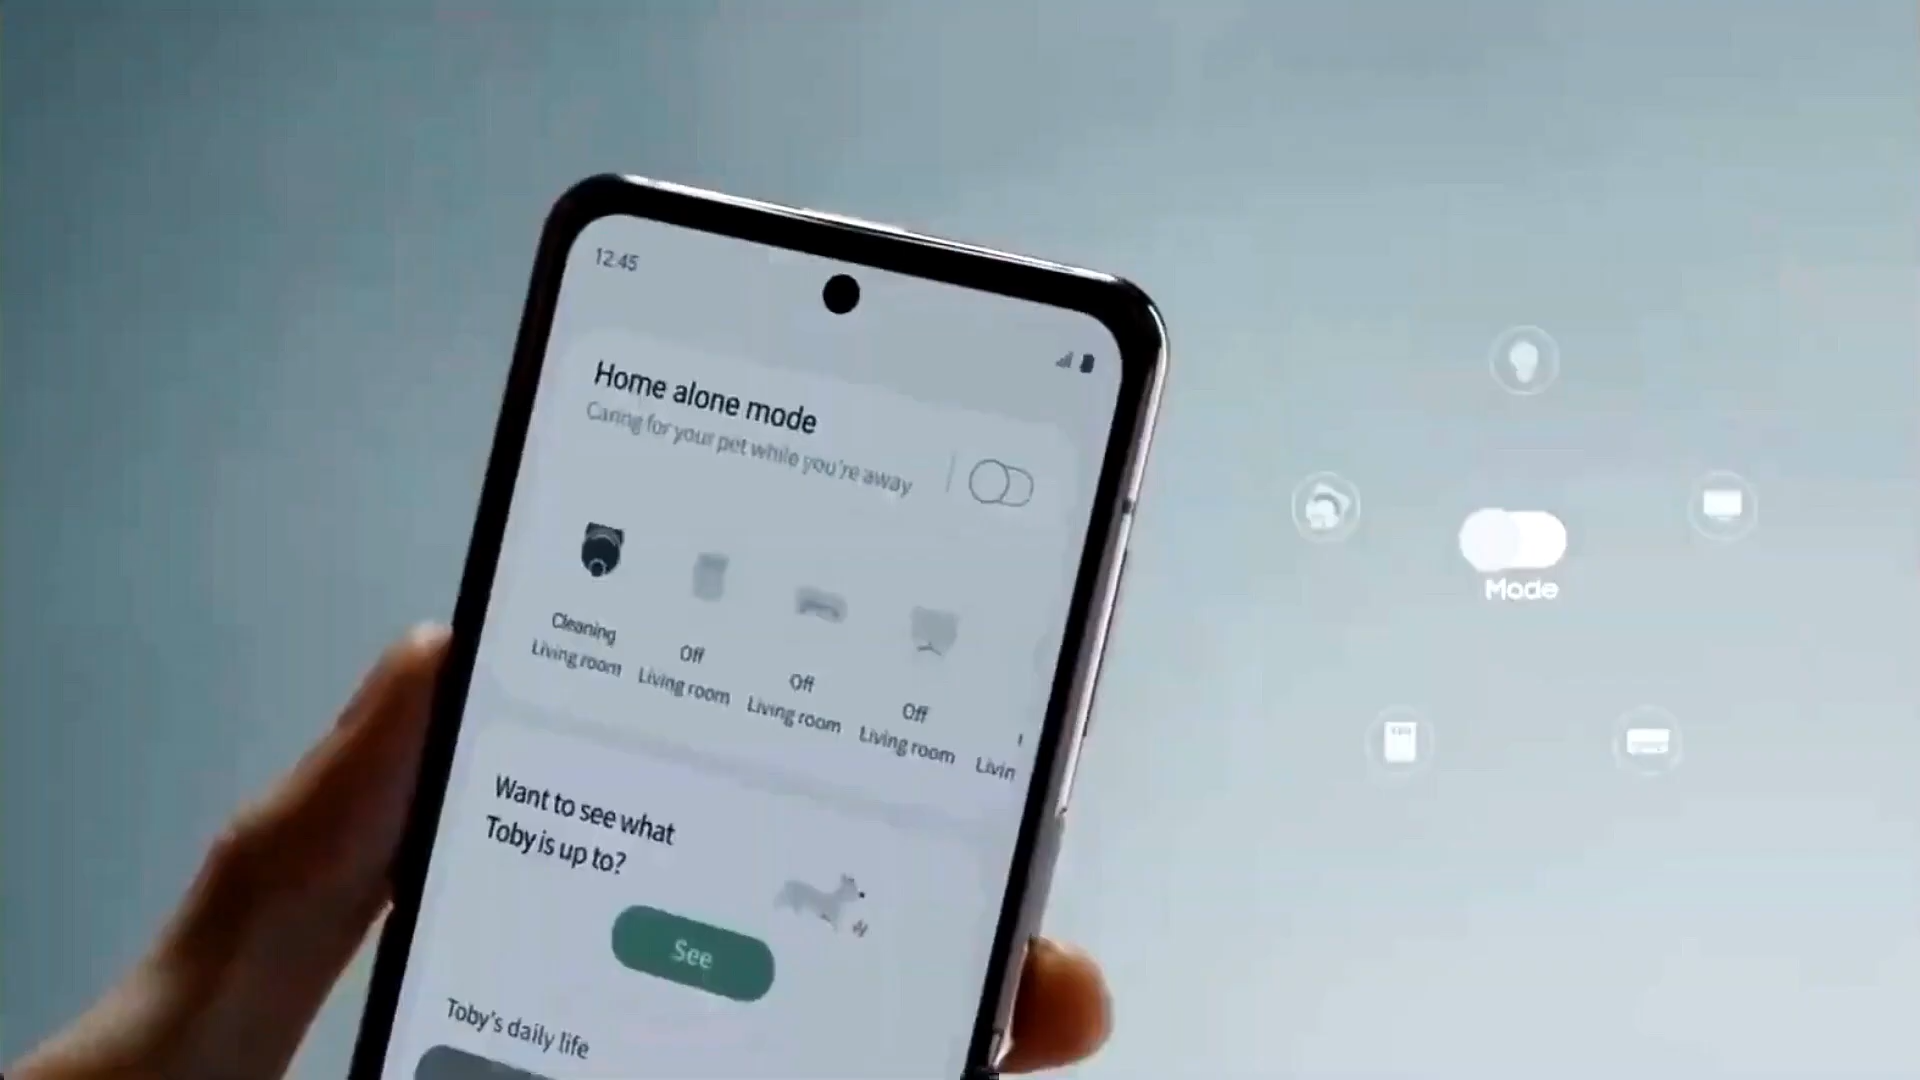 12:45
Home alone mode
Caring for your pet while you're away
Cleaning
Living room
Off
Living room
Off
Living room
Off
Living room
Livin
Want to see what
Toby is up to?
See
Toby's daily life
Mode